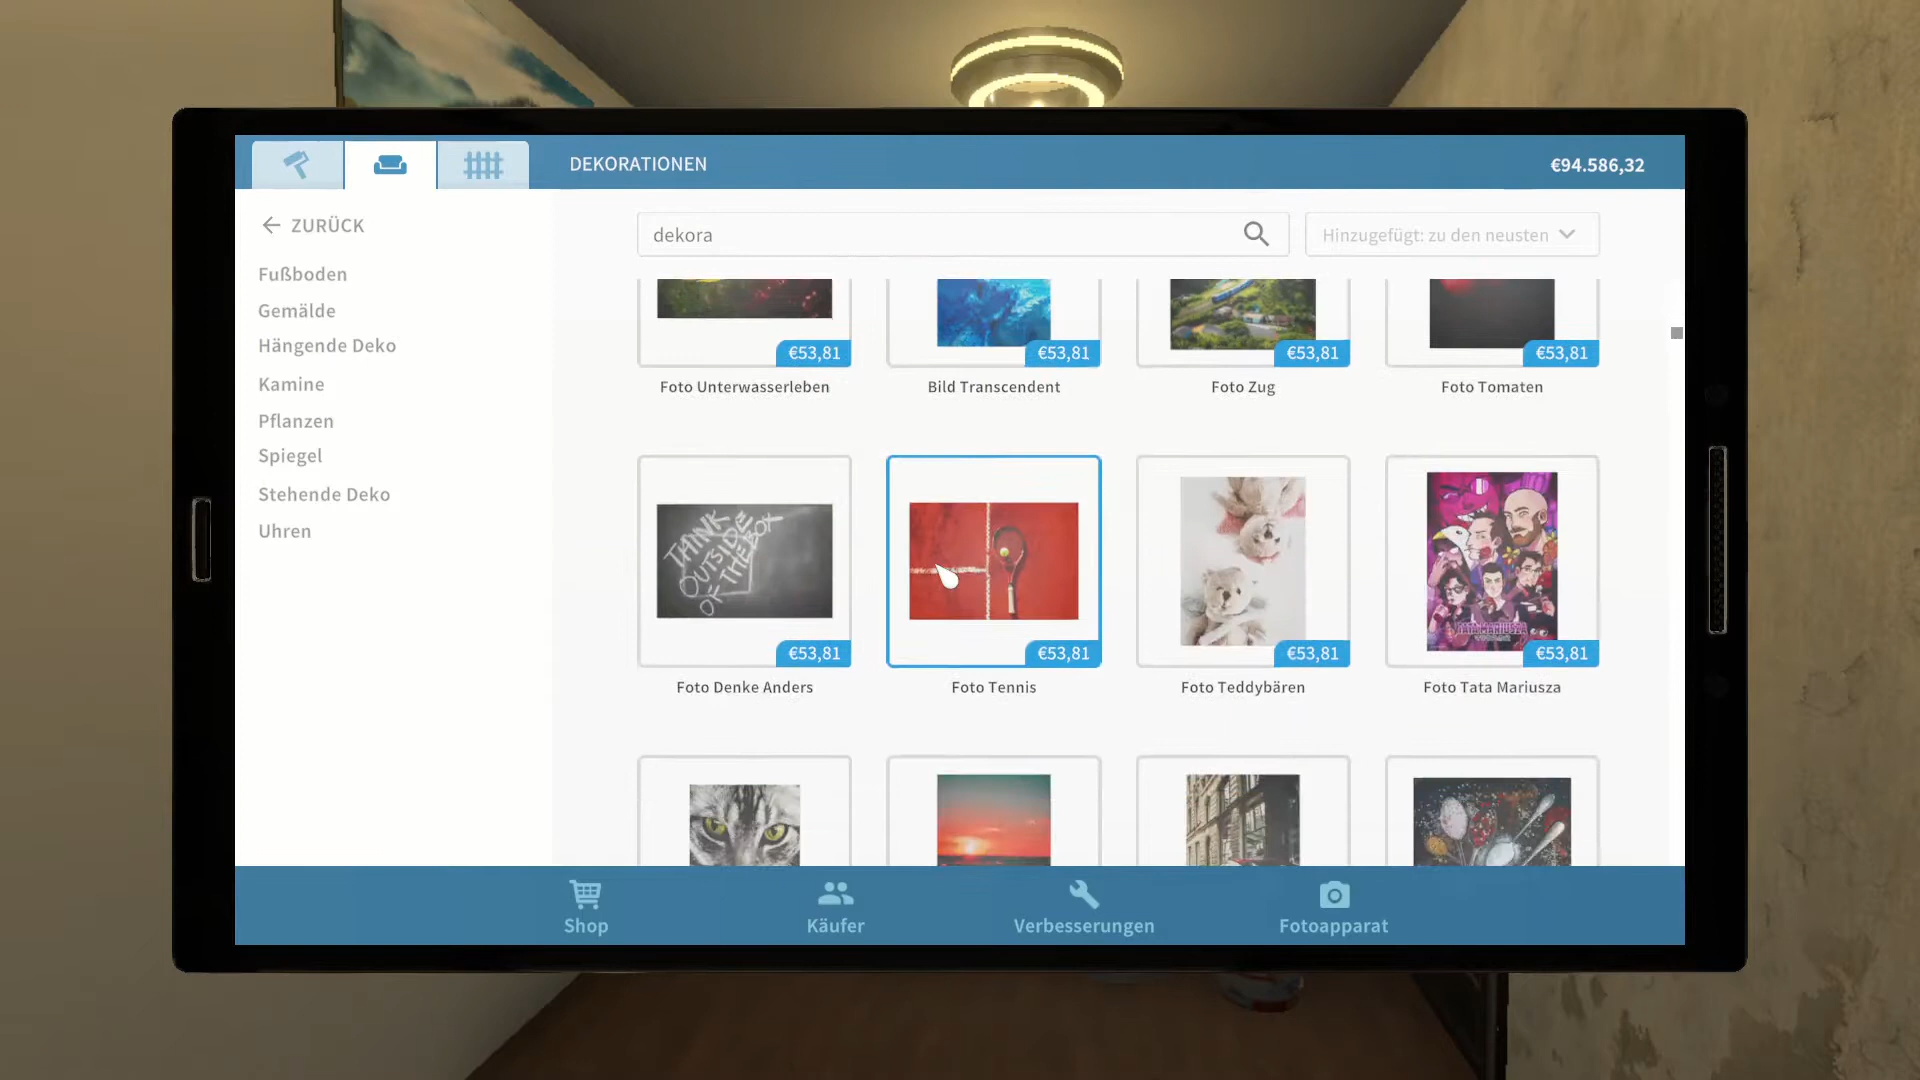 DEKORATIONEN
€94.586,32
ZURÜCK
dekora
Hinzugefügt: zu den neusten
Fußboden
Gemälde
Hängende Deko
Kamine
Pflanzen
Spiegel
Stehende Deko
Uhren
€53,81
€53,81
€53,81
€53,81
Foto Unterwasserleben
Bild Transcendent
Foto Zug
Foto Tomaten
THINK
OUTSIDE
OF THE BOX
TATA MARIUSZA
€53,81
€53,81
€53,81
€53,81
Foto Denke Anders
Foto Tennis
Foto Teddybären
Foto Tata Mariusza
Shop
Käufer
Verbesserungen
Fotoapparat